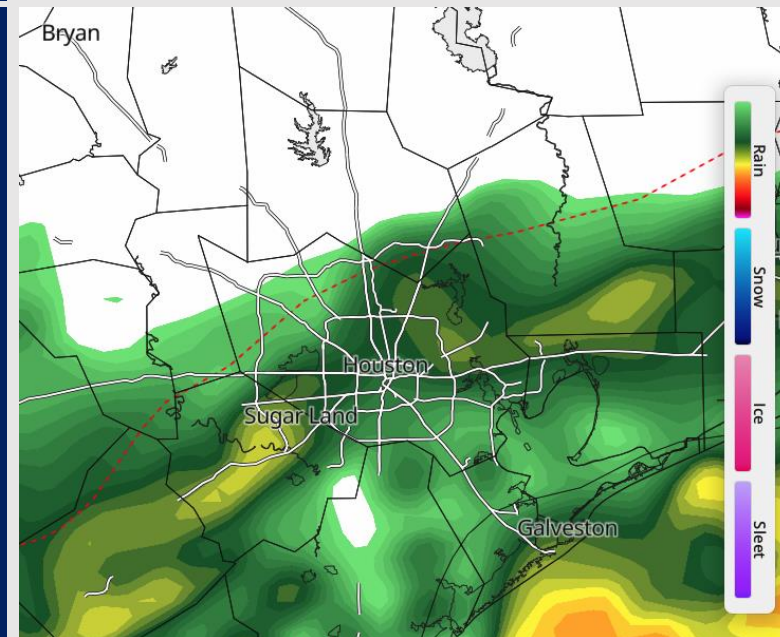 Bryan
Rain
Snow
Houston
Ice
Sugar Land
Sleet
Galveston